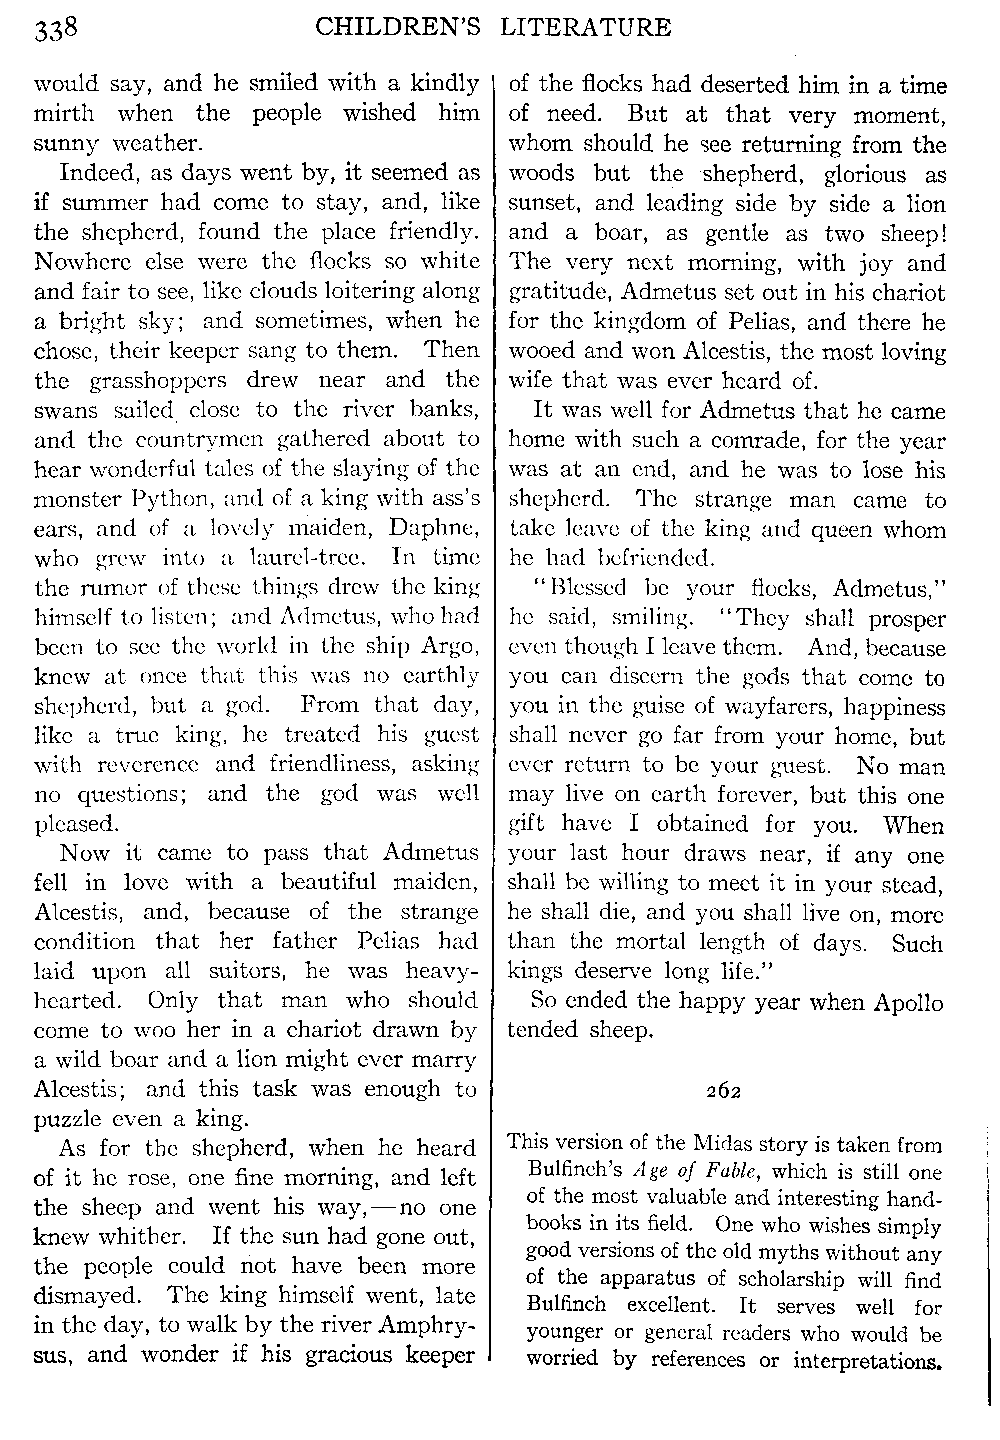 338 CHILDREN'S LITERATURE
would say, and he smiled with a kindly
mirth when the people wished him
sunny weather.
Indeed, as days went by, it seemed as
if summer had come to stay, and, like
the shepherd, found the place friendly.
Nowhere else were the flocks so white
and fair to see, like clouds loitering along
a bright sky; and sometimes, when he
chose, their keeper sang to them. Then
the grasshoppers drew near and the
swans sailed close to the river banks,
and the countrymen gathered about to
hear wonderful tales of the slaying of the
monster Python, and of a king with ass's
ears, and of a lovely maiden, Daphne,
who grew into a laurel-tree. In time
the rumor of these things drew the king
himself to listen; and Admetus, who had
been to see the world in the ship Argo,
knew at once that this was no earthly
shepherd, but a god. From that day,
like a true king, he treated his guest
with reverence and friendliness, asking
no questions; and the god was well
pleased.
Now it came to pass that Admetus
fell in love with a beautiful maiden,
Alcestis, and, because of the strange
condition that her father Pelias had
laid upon all suitors, he was heavy-
hearted. Only that man who should
come to woo her in a chariot drawn by
a wild boar and a lion might ever marry
Alcestis; and this task was enough to
puzzle even a king.
As for the shepherd, when he heard
of it he rose, one fine morning, and left
the sheep and went his way,—no one
knew whither. If the sun had gone out,
the people could not have been more
dismayed. The king himself went, late
in the day, to walk by the river Amphry-
sus, and wonder if his gracious keeper
of the flocks had deserted him in a time
of need. But at that very moment,
whom should he see returning from the
woods but the shepherd, glorious as
sunset, and leading side by side a lion
and a boar, as gentle as two sheep!
The very next morning, with joy and
gratitude, Admetus set out in his chariot
for the kingdom of Pelias, and there he
wooed and won Alcestis, the most loving
wife that was ever heard of.
It was well for Admetus that he came
home with such a comrade, for the year
was at an end, and he was to lose his
shepherd. The strange man came to
take leave of the king and queen whom
he had befriended.
"Blessed be your flocks, Admetus,"
he said, smiling. "They shall prosper
even though I leave them. And, because
you can discern the gods that come to
you in the guise of wayfarers, happiness
shall never go far from your home, but
ever return to be your guest. No man
may live on earth forever, but this one
gift have I obtained for you. When
your last hour draws near, if any one
shall be willing to meet it in your stead,
he shall die, and you shall live on, more
than the mortal length of days. Such
kings deserve long life."
So ended the happy year when Apollo
tended sheep.
262
This version of the Midas story is taken from
Bulfinch's Age of Fable, which is still one
of the most valuable and interesting hand-
books in its field. One who wishes simply
good versions of the old myths without any
of the apparatus of scholarship will find
Bulfinch excellent. It serves well for
younger or general readers who would be
worried by references or interpretations.